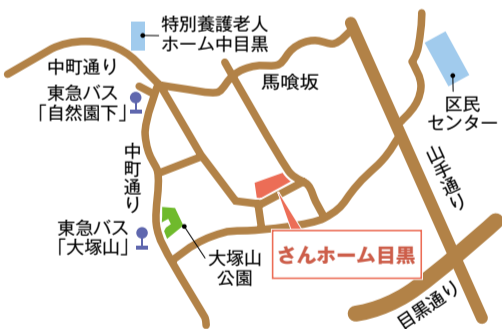 特別養護老人
ホーム中目黒
中町通り
東急バス
「自然園下」
馬喰坂
区民
センター
中町通り
山手通り
東急バス
「大塚山」
大塚山
公園
さんホーム目黒
目黒通り